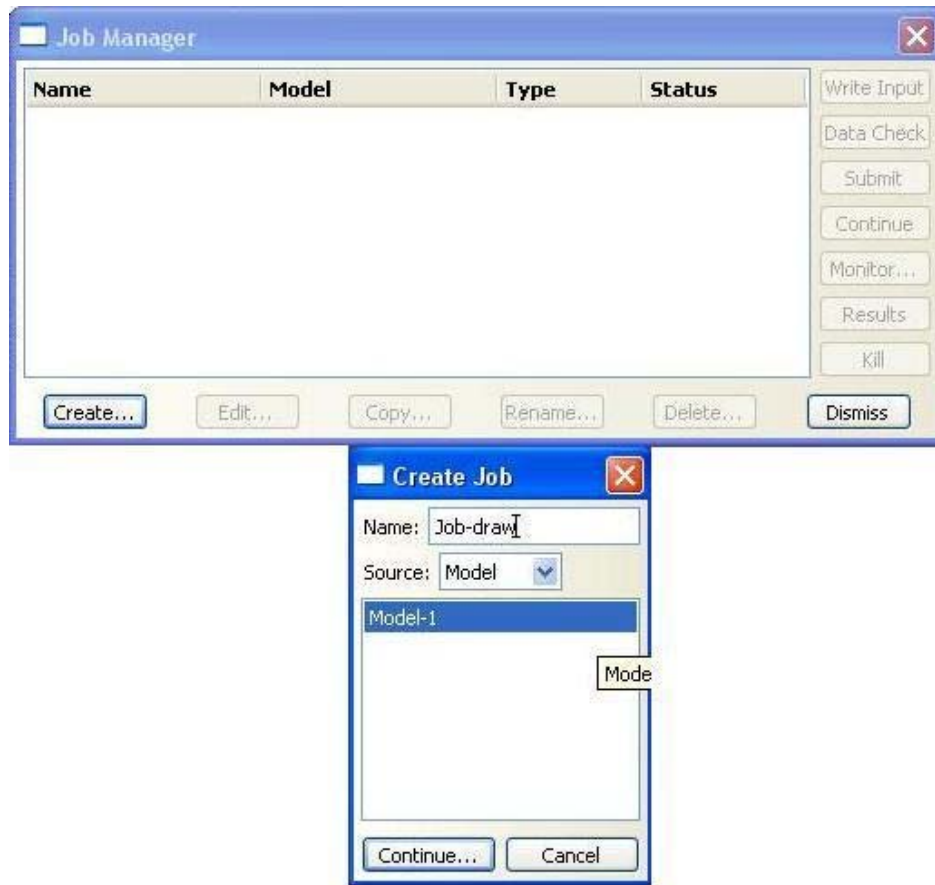 Job Manager
Name Model Type Status
Write Input
Data Check
Submit
Continue
Monitor...
Results
Kill
Create... Edit... Copy... Rename... Delete... Dismiss
Create Job
Name: Job-draw
Source: Model
Model-1
Mode
Continue... Cancel